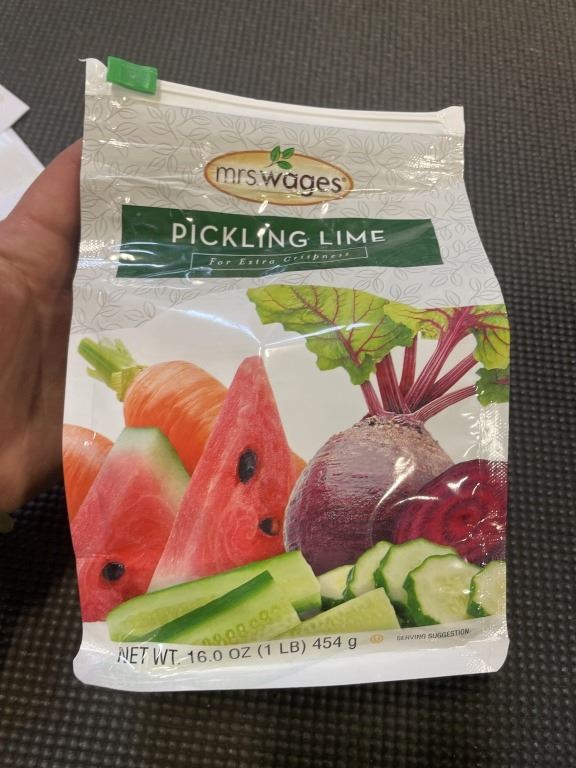 mrs.wages®
PICKLING LIME
For Extra Crispness
NET WT. 16.0 OZ (1 LB) 454 g
SERVING SUGGESTION